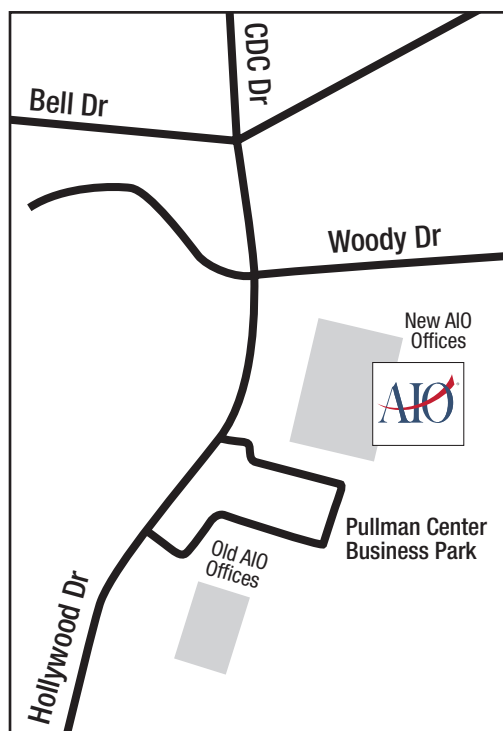 CDC Dr
Bell Dr
Woody Dr
New AIO
Offices
AIO
Pullman Center
Business Park
Old AIO
Offices
Hollywood Dr